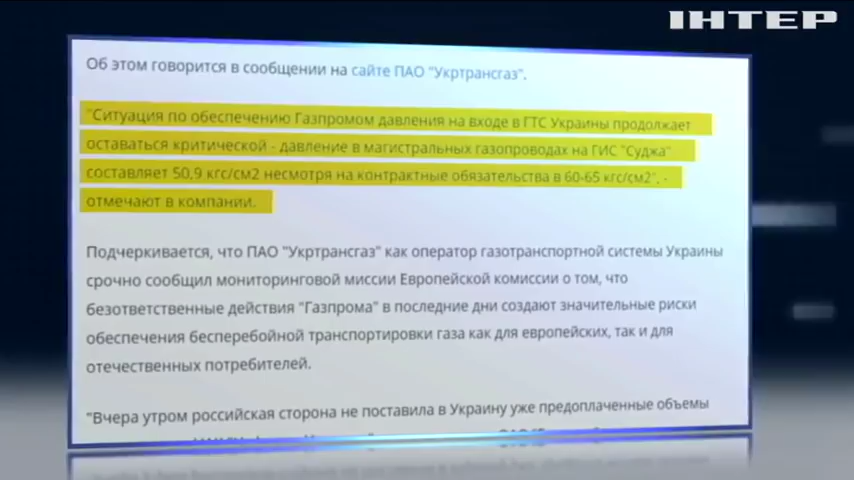 ІНТЕР
Об этом говорится в сообщении на сайте ПАО "Укртрансгаз".
"Ситуация по обеспечению Газпромом давления на входе в ГТС Украины продолжает
оставаться критической - давление в магистральных газопроводах на ГИС "Суджа"
составляет 50,9 кгс/см2 несмотря на контрактные обязательства в 60-65 кгс/см2", -
отмечают в компании.
Подчеркивается, что ПАО "Укртрансгаз" как оператор газотранспортной системы Украины
срочно сообщил мониторинговой миссии Европейской комиссии о том, что
безответственные действия "Газпрома" в последние дни создают значительные риски
обеспечения бесперебойной транспортировки газа как для европейских, так и для
отечественных потребителей.
"Вчера утром российская сторона не поставила в Украину уже предоплаченные объемы